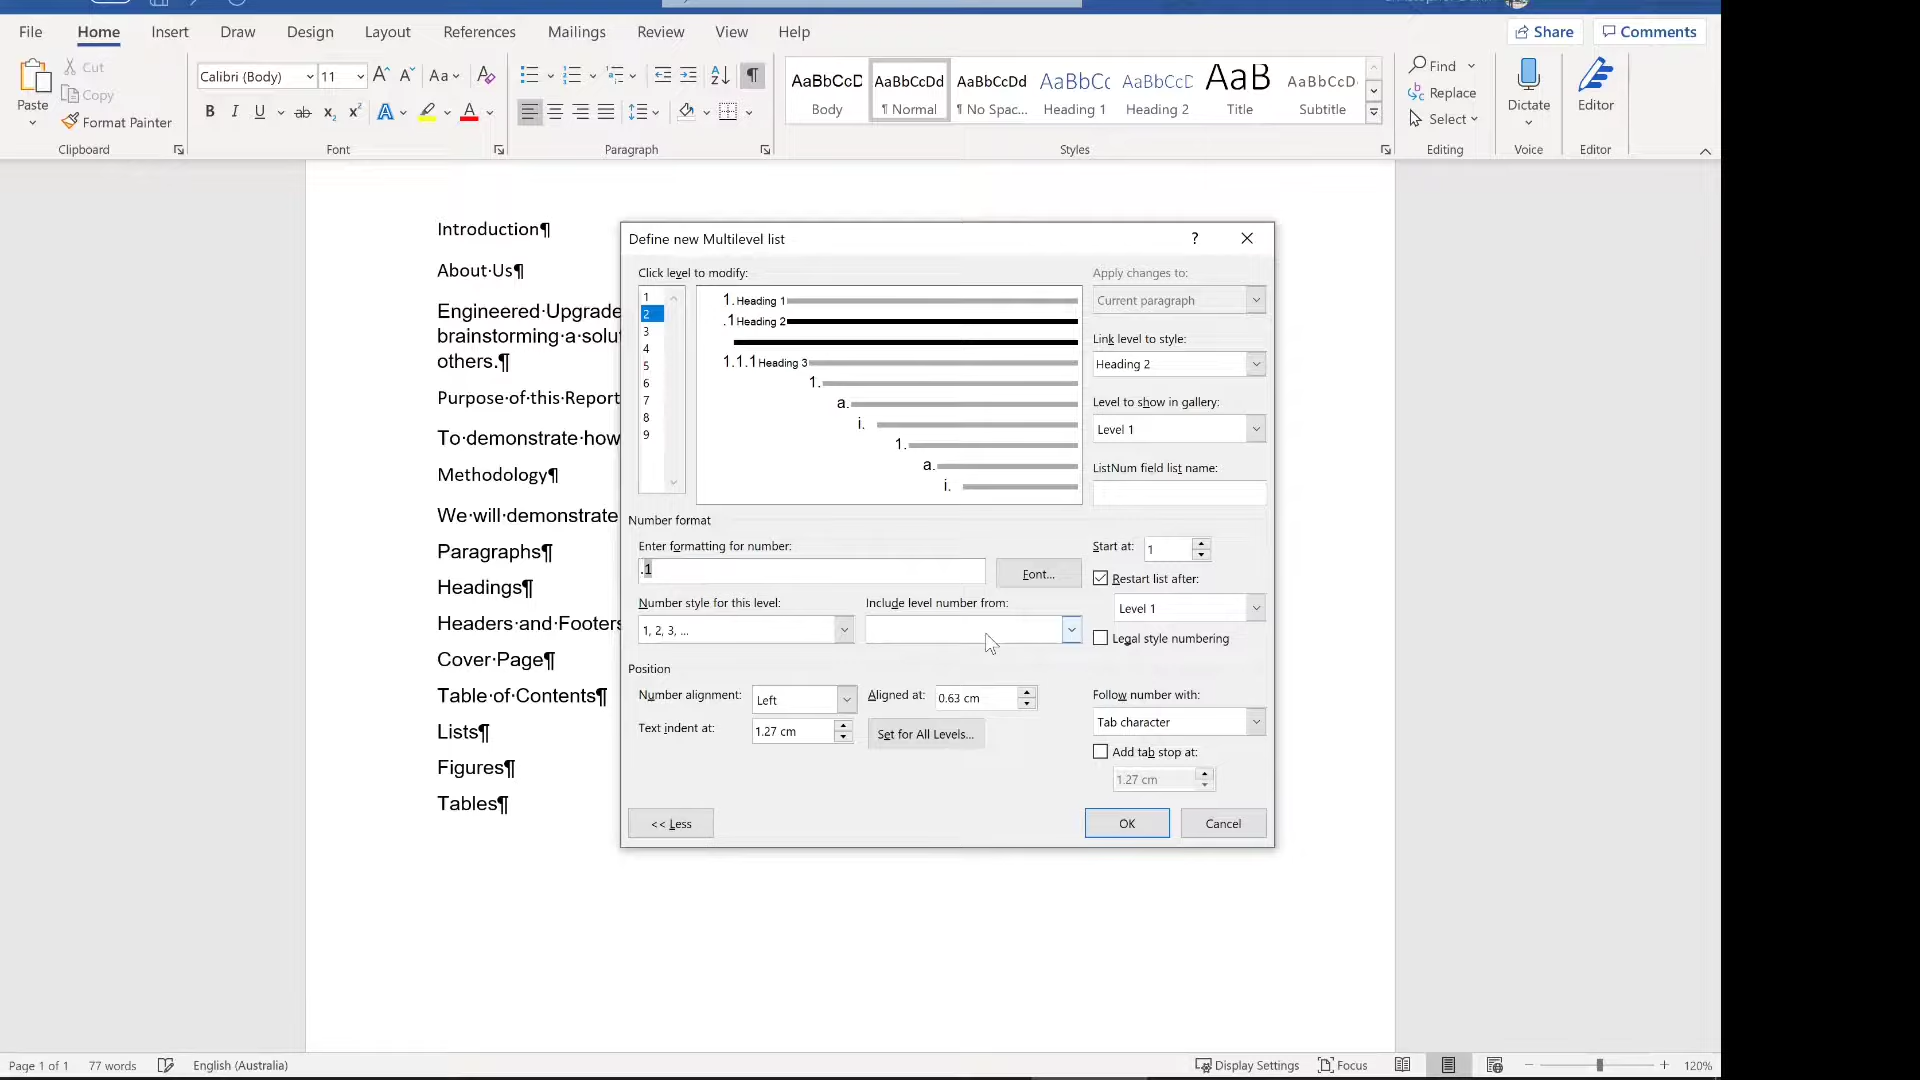 File Home Insert Draw Design Layout References Mailings Review View Help Share Comments
Paste Cut Copy Format Painter
Clipboard
Calibri (Body) 11
Font
Paragraph
AaBbCcD AaBbCcDd AaBbCcDd AaBbCc AaBbCcD AaB AaBbCcD
Body ¶ Normal ¶ No Spac... Heading 1 Heading 2 Title Subtitle
Styles
Find
Replace
Select
Editing
Dictate
Voice
Editor
Editor
Introduction¶
About·Us¶
Engineered·Upgrade
brainstorming·a·solut
others.¶
Purpose·of·this·Report
To·demonstrate·how
Methodology¶
We·will·demonstrate
Paragraphs¶
Headings¶
Headers·and·Footers
Cover·Page¶
Table·of·Contents¶
Lists¶
Figures¶
Tables¶
Define new Multilevel list ?
Click level to modify:
1
2
3
4
5
6
7
8
9
1. Heading 1
.1 Heading 2
1.1.1 Heading 3
1.
a.
i.
1.
a.
i.
Apply changes to:
Current paragraph
Link level to style:
Heading 2
Level to show in gallery:
Level 1
ListNum field list name:
Number format
Enter formatting for number:
.1
Font...
Number style for this level: Include level number from:
1, 2, 3, ...
Start at: 1
Restart list after:
Level 1
Legal style numbering
Position
Number alignment: Left Aligned at: 0.63 cm
Text indent at: 1.27 cm Set for All Levels...
Follow number with:
Tab character
Add tab stop at:
1.27 cm
<< Less OK Cancel
Page 1 of 1 77 words English (Australia) Display Settings Focus 120%